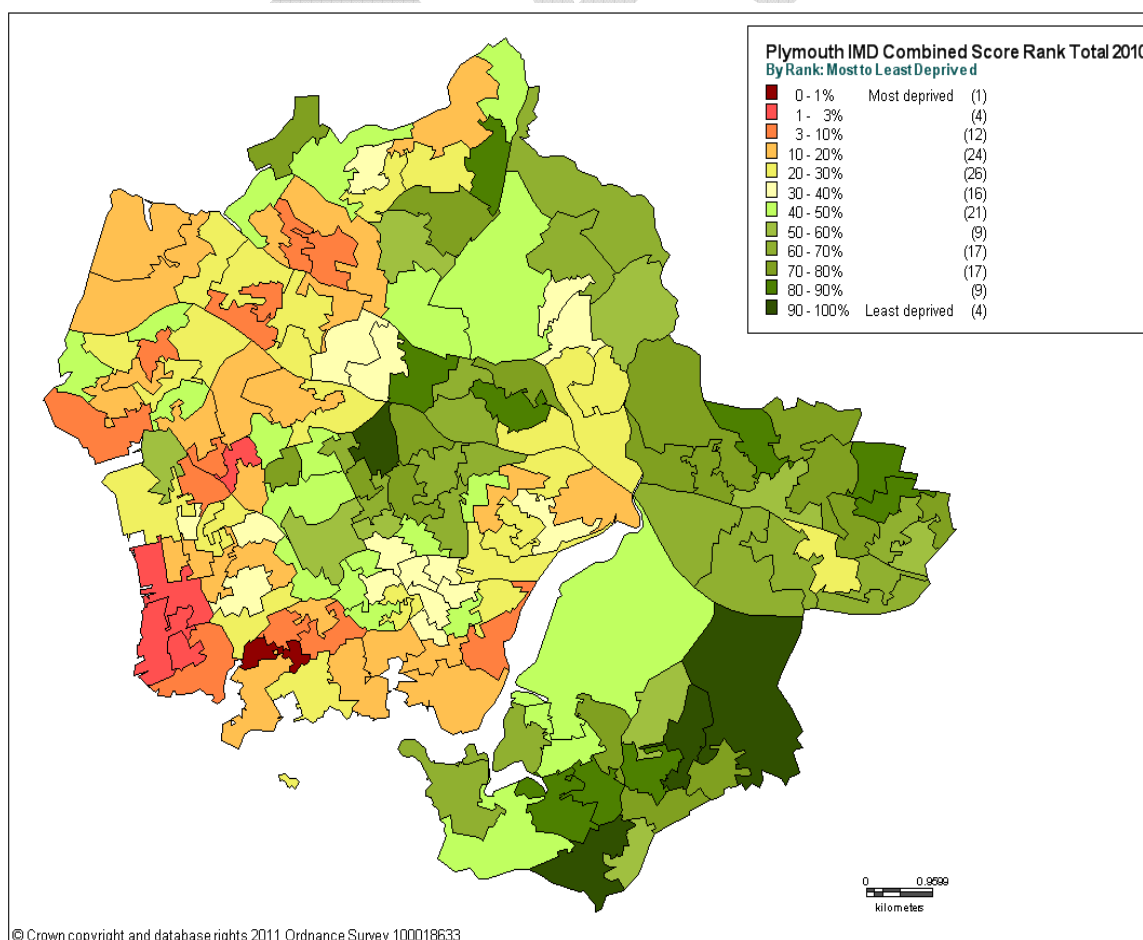 Plymouth IMD Combined Score Rank Total 2010
By Rank: Most to Least Deprived
0 - 1% Most deprived (1)
1 - 3% (4)
3 - 10% (12)
10 - 20% (24)
20 - 30% (26)
30 - 40% (16)
40 - 50% (21)
50 - 60% (9)
60 - 70% (17)
70 - 80% (17)
80 - 90% (9)
90 - 100% Least deprived (4)
0 0.9599
kilometers
© Crown copyright and database rights 2011 Ordnance Survey 100018633